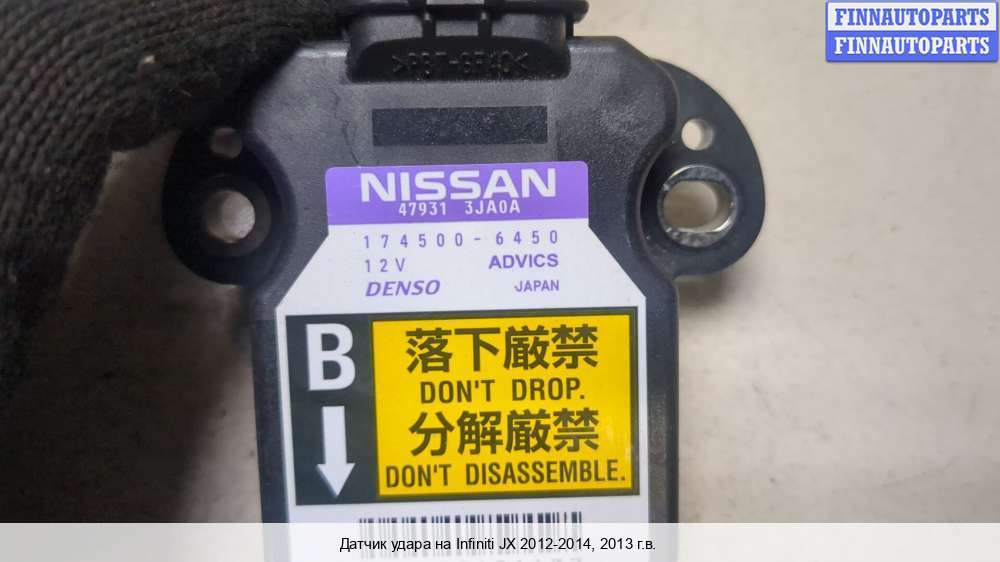 FINNAUTOPARTS
FINNAUTOPARTS
NISSAN
47931 3JA0A
174500-6450
12V ADVICS
DENSO JAPAN
B
落下厳禁
DON'T DROP.
分解厳禁
DON'T DISASSEMBLE.
Датчик удара на Infiniti JX 2012-2014, 2013 г.в.